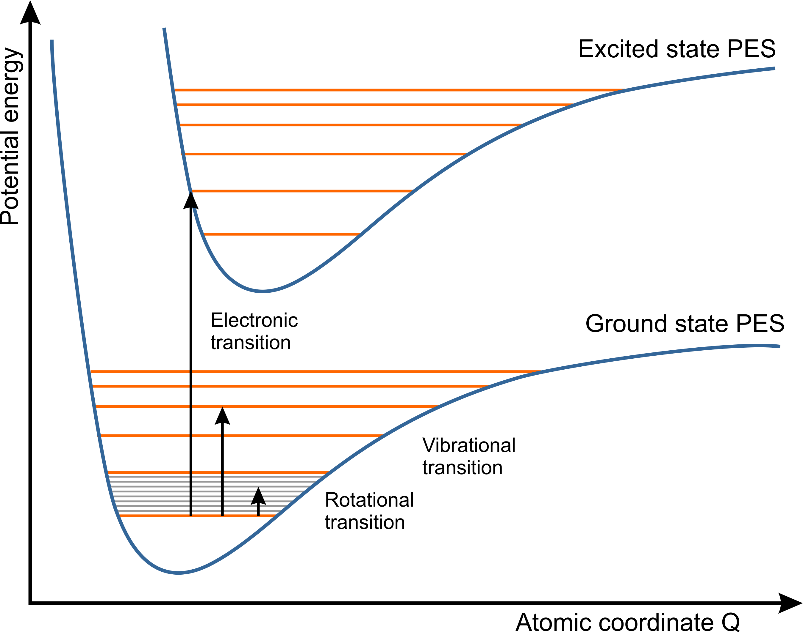 Potential energy
Excited state PES
Electronic
transition
Ground state PES
Vibrational
transition
Rotational
transition
Atomic coordinate Q